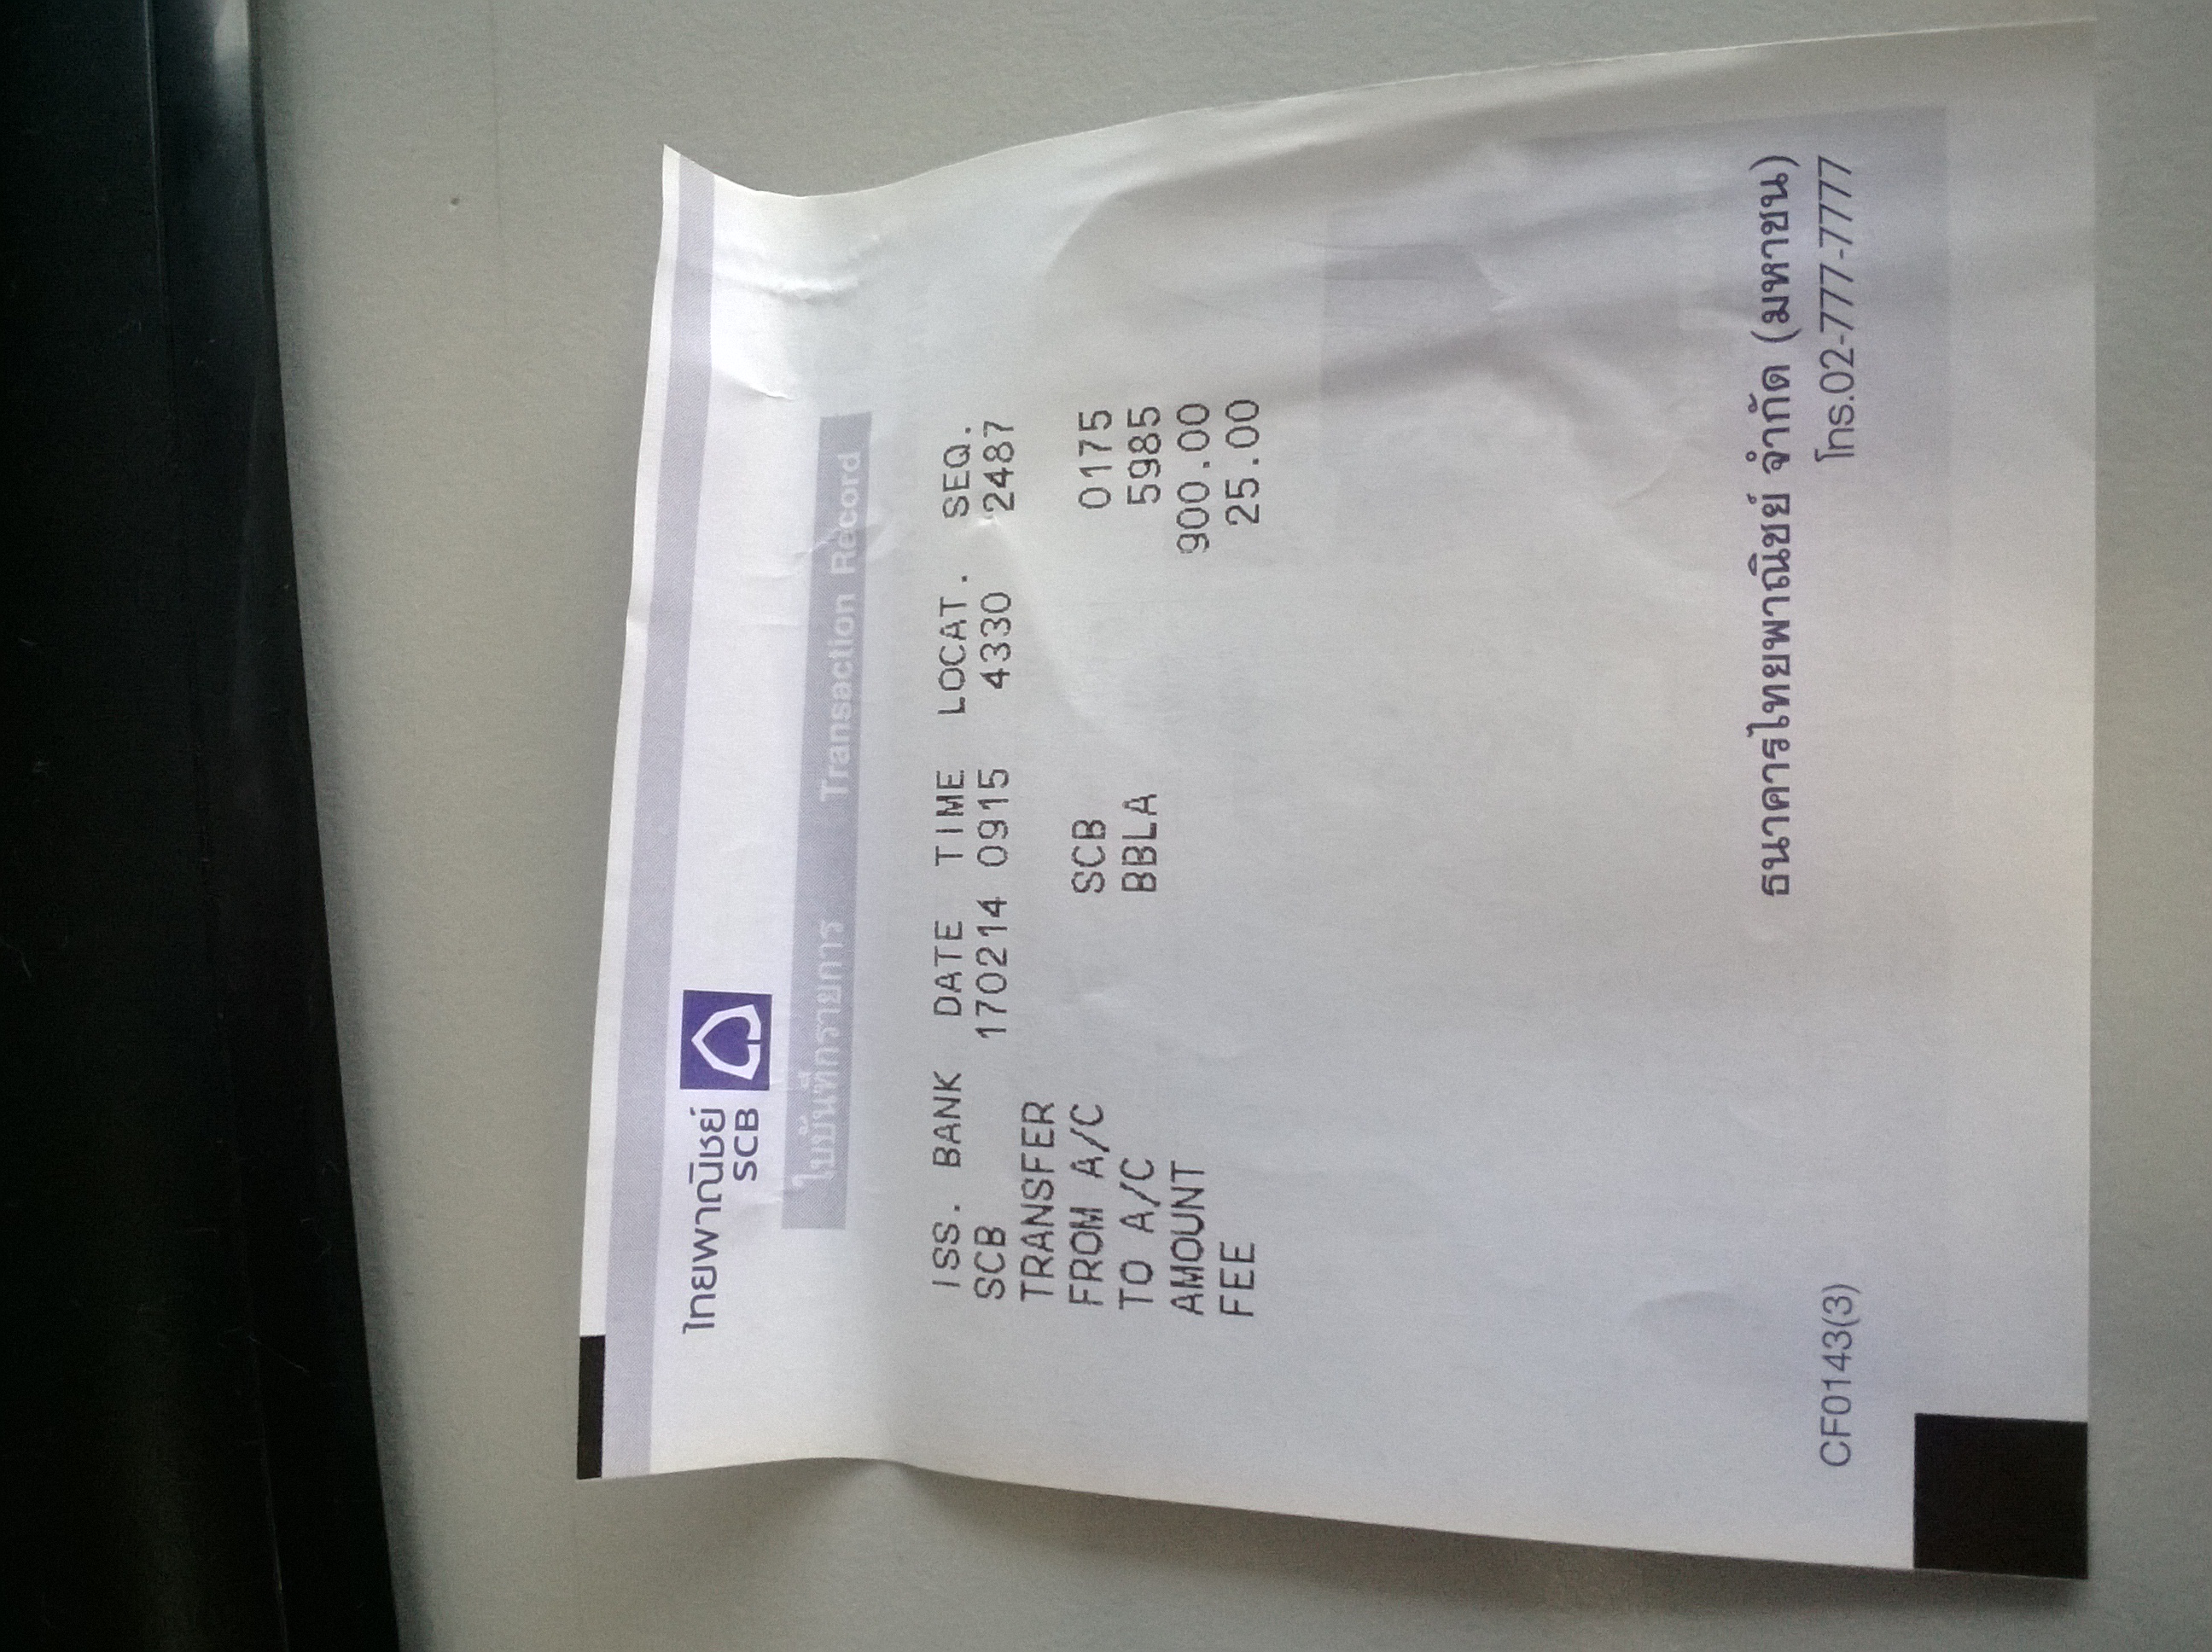 ไทยพาณิชย์
SCB
ใบบันทึกรายการ Transaction Record
ISS. BANK DATE TIME LOCAT. SEQ.
SCB 170214 0915 4330 2487
TRANSFER
FROM A/C SCB 0175
TO A/C BBLA 5985
AMOUNT 900.00
FEE 25.00
ธนาคารไทยพาณิชย์ จำกัด (มหาชน)
CF0143(3) โทร.02-777-7777